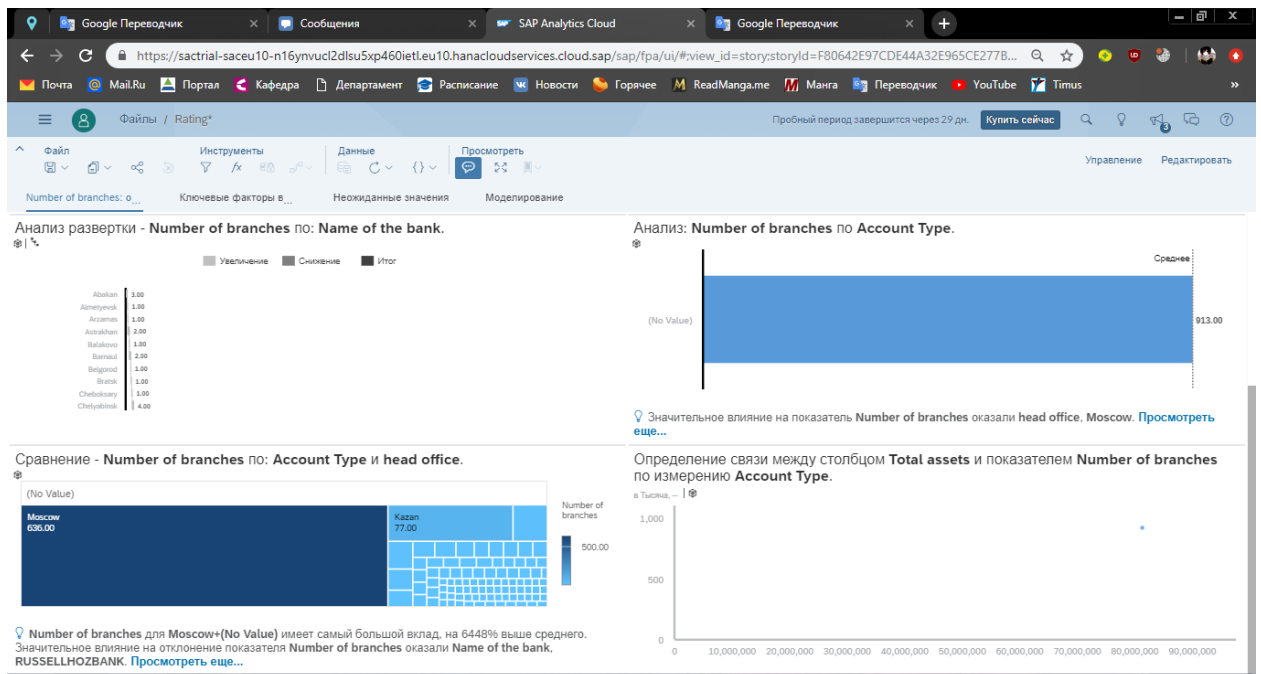 Google Переводчик
Сообщения
SAP Analytics Cloud
Google Переводчик
https://sactrial-saceu10-n16ynvucl2dlsu5xp460ietl.eu10.hanacloudservices.cloud.sap/sap/fpa/ui/#;view_id=story;storyId=F80642E97CDE44A32E965CE277B...
Почта Mail.Ru Портал Кафедра Департамент Расписание Новости Горячее ReadManga.me Манга Переводчик YouTube Timus »
Файлы / Rating*
Пробный период завершится через 29 дн. Купить сейчас 3
Файл Инструменты Данные Просмотреть
Управление Редактировать
Number of branches: o... Ключевые факторы в... Неожиданные значения Моделирование
Анализ развертки - Number of branches по: Name of the bank.
Увеличение Снижение Итог
Abakan 3.00
Almetyevsk 1.00
Arzamas 1.00
Astrakhan 2.00
Balakovo 1.00
Barnaul 2.00
Belgorod 1.00
Bratsk 1.00
Cheboksary 1.00
Chelyabinsk 4.00
Анализ: Number of branches по Account Type.
Среднее
(No Value) 913.00
Значительное влияние на показатель Number of branches оказали head office, Moscow. Просмотреть
еще...
Сравнение - Number of branches по: Account Type и head office.
(No Value)
Moscow
636.00
Kazan
77.00
Number of
branches
500.00
Number of branches для Moscow+(No Value) имеет самый большой вклад, на 6448% выше среднего.
Значительное влияние на отклонение показателя Number of branches оказали Name of the bank,
RUSSELLHOZBANK. Просмотреть еще...
Определение связи между столбцом Total assets и показателем Number of branches
по измерению Account Type.
в Тысяча, –
1,000
500
0
0 10,000,000 20,000,000 30,000,000 40,000,000 50,000,000 60,000,000 70,000,000 80,000,000 90,000,000